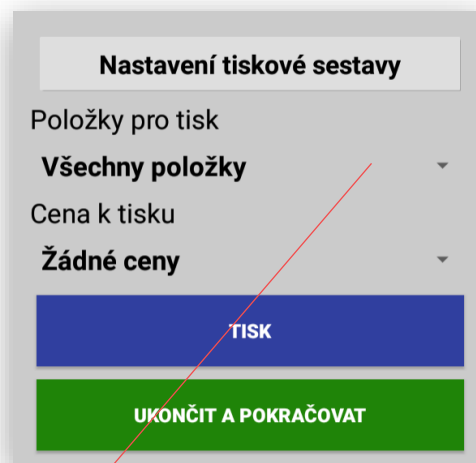 Nastavení tiskové sestavy
Položky pro tisk
Všechny položky
Cena k tisku
Žádné ceny
TISK
UKONČIT A POKRAČOVAT